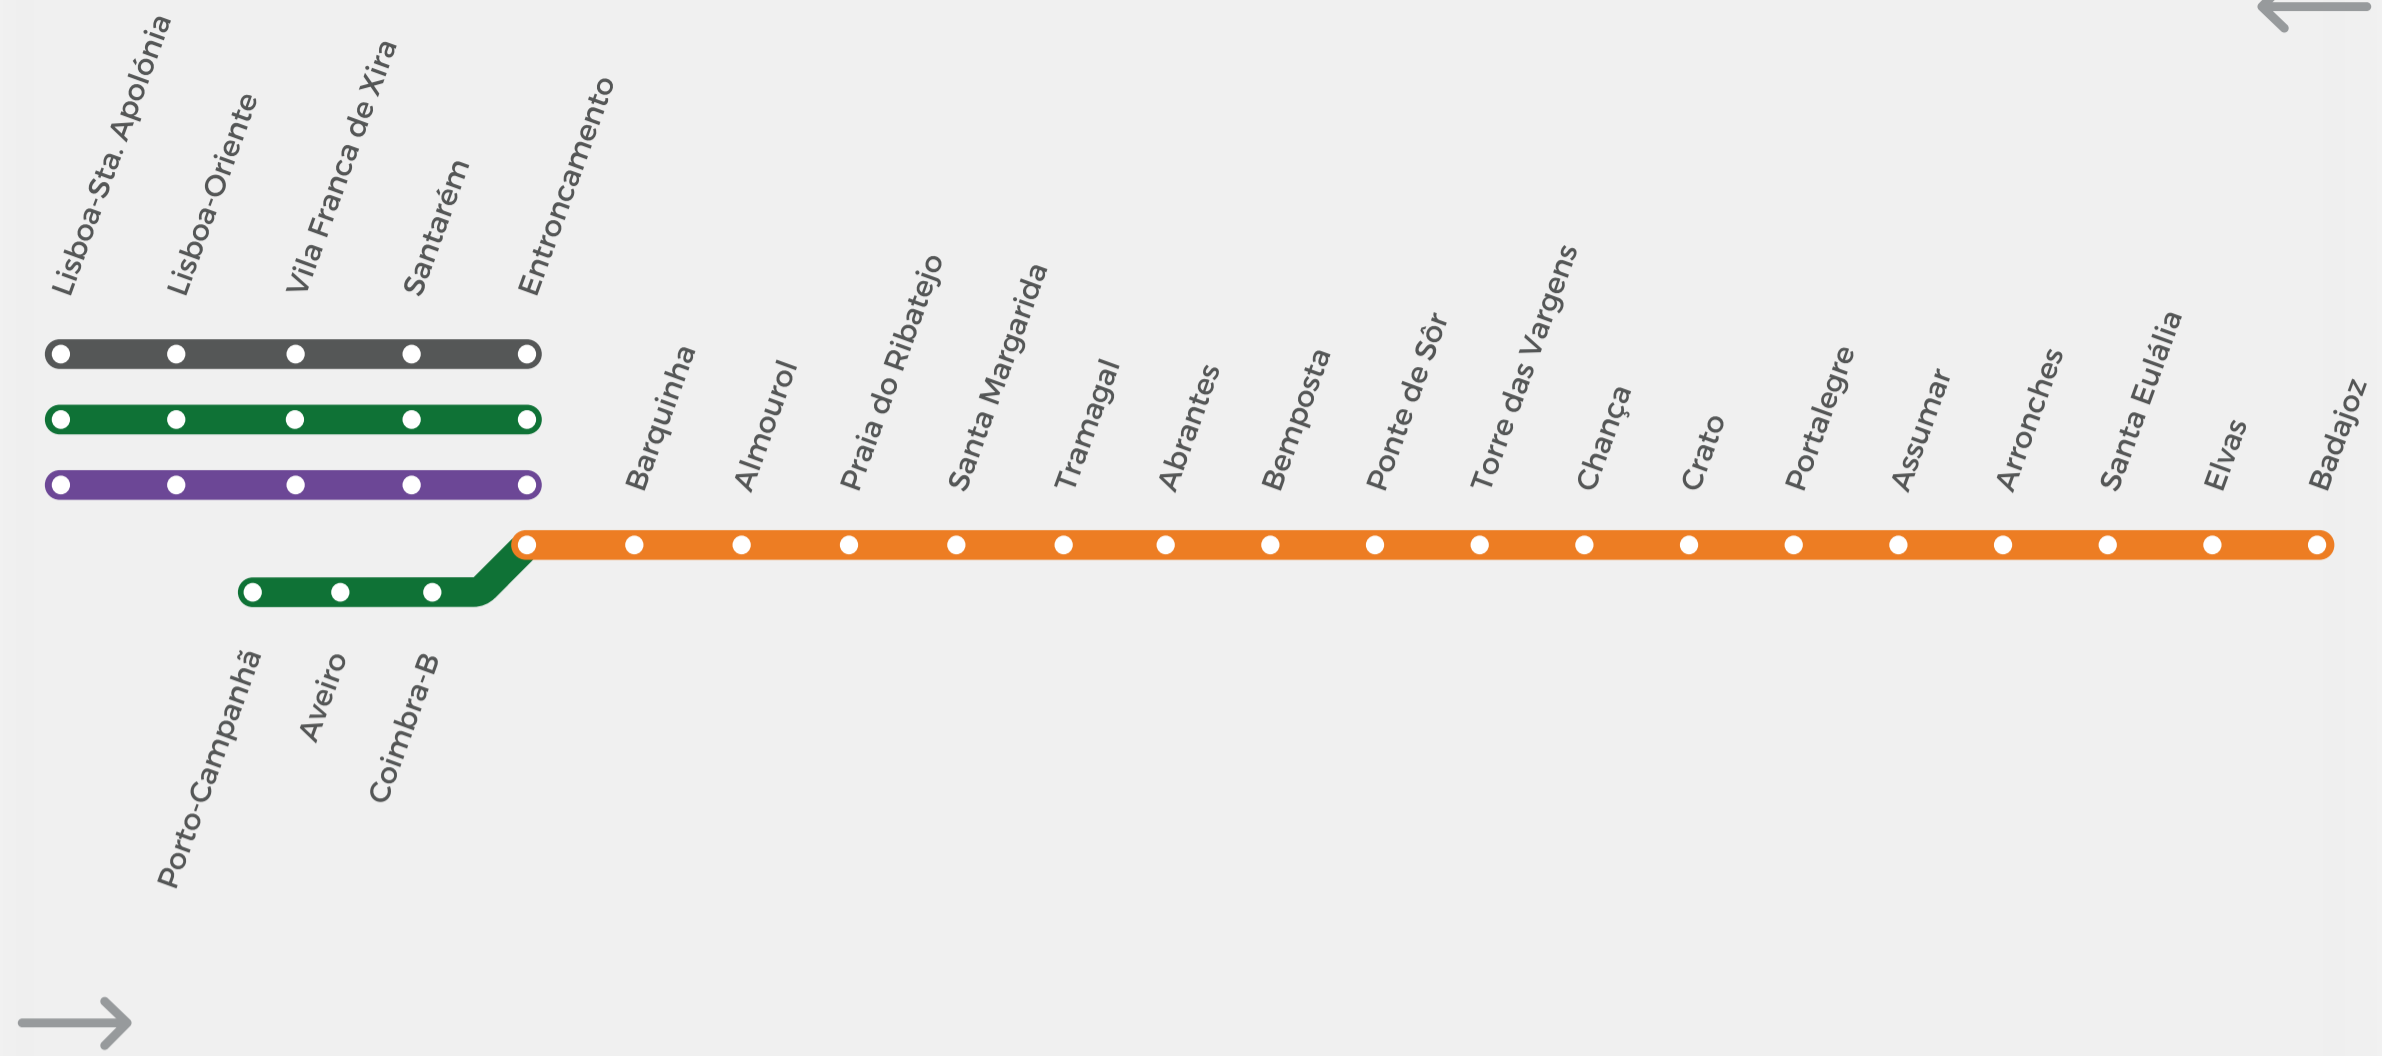 Lisboa-Sta. Apolónia
Lisboa-Oriente
Vila Franca de Xira
Santarém
Entroncamento
Barquinha
Almourol
Praia do Ribatejo
Santa Margarida
Tramagal
Abrantes
Bemposta
Ponte de Sôr
Torre das Vargens
Chança
Crato
Portalegre
Assumar
Arronches
Santa Eulália
Elvas
Badajoz
Porto-Campanhã
Aveiro
Coimbra-B